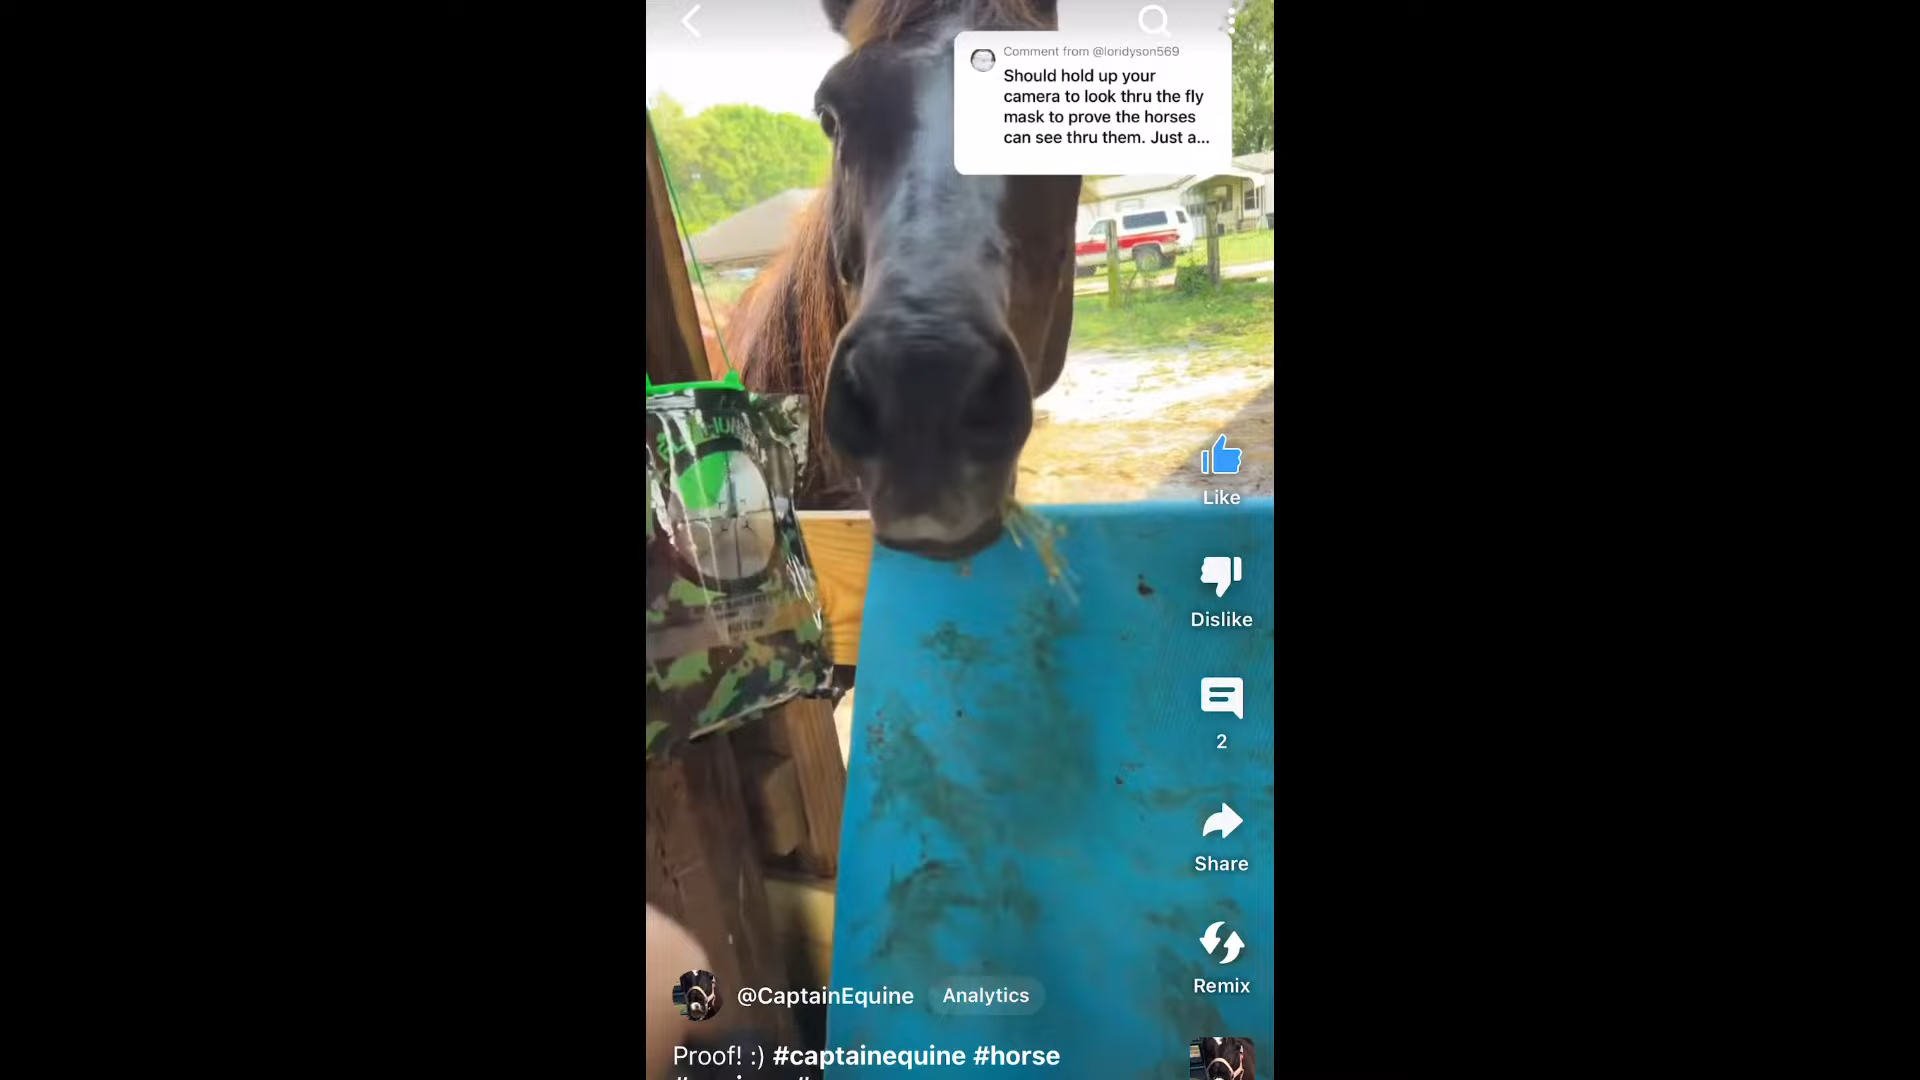 Comment from @loridyson569
Should hold up your
camera to look thru the fly
mask to prove the horses
can see thru them. Just a...
Like
Dislike
2
Share
Remix
@CaptainEquine
Analytics
Proof! :) #captainequine #horse